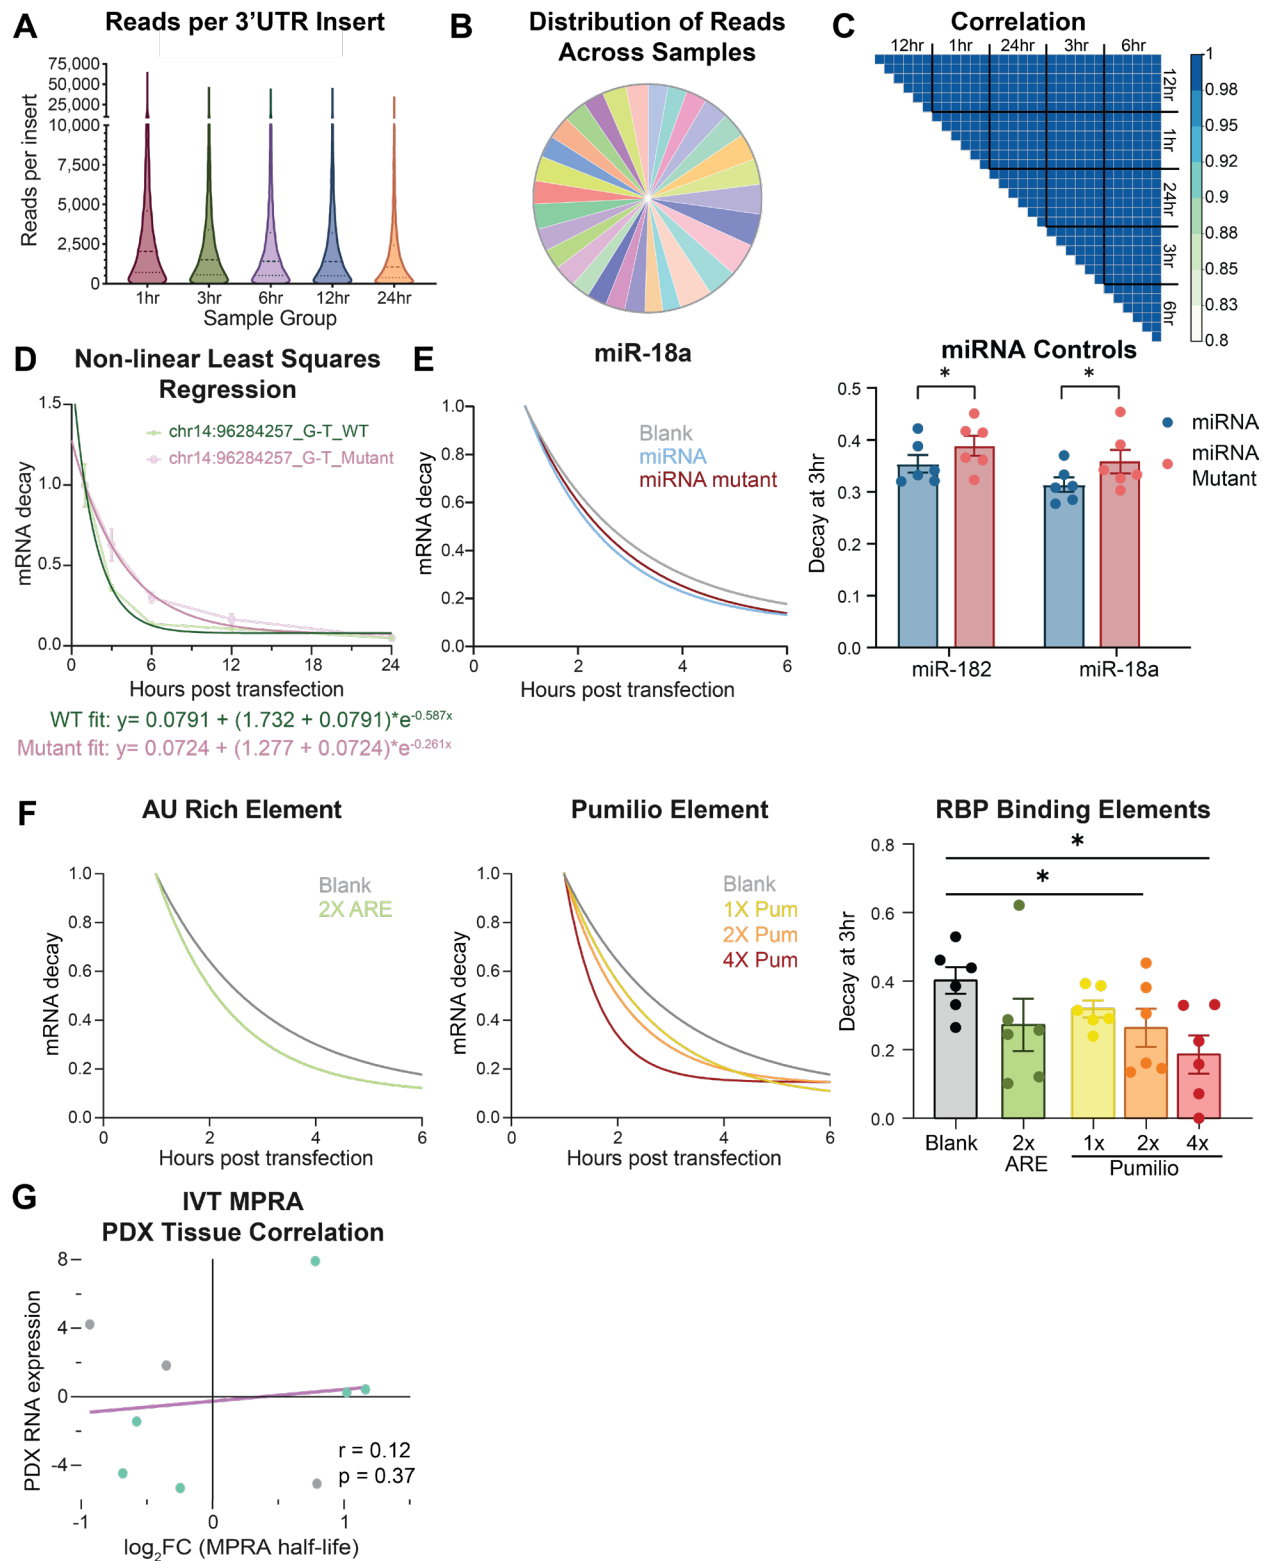 A
Reads per 3'UTR Insert
Reads per insert
75,000
50,000
25,000
10,000
7,500
5,000
2,500
0
1hr
3hr
6hr
12hr
24hr
Sample Group
B
Distribution of Reads
Across Samples
C
Correlation
12hr
1hr
24hr
3hr
6hr
12hr
1hr
24hr
3hr
6hr
1
0.98
0.95
0.92
0.9
0.88
0.85
0.83
0.8
D
Non-linear Least Squares
Regression
mRNA decay
1.5
1.0
0.5
0.0
chr14:96284257_G-T_WT
chr14:96284257_G-T_Mutant
0
6
12
18
24
Hours post transfection
WT fit: y= 0.0791 + (1.732 + 0.0791)*e-0.587x
Mutant fit: y= 0.0724 + (1.277 + 0.0724)*e-0.261x
E
miR-18a
mRNA decay
1.0
0.8
0.6
0.4
0.2
0.0
Blank
miRNA
miRNA mutant
0
2
4
6
Hours post transfection
miRNA Controls
Decay at 3hr
0.5
0.4
0.3
0.2
0.1
0.0
*
*
miRNA
miRNA
Mutant
miR-182
miR-18a
F
AU Rich Element
mRNA decay
1.0
0.8
0.6
0.4
0.2
0.0
Blank
2X ARE
0
2
4
6
Hours post transfection
Pumilio Element
mRNA decay
1.0
0.8
0.6
0.4
0.2
0.0
Blank
1X Pum
2X Pum
4X Pum
0
2
4
6
Hours post transfection
RBP Binding Elements
Decay at 3hr
0.8
0.6
0.4
0.2
0.0
*
*
Blank
2x
ARE
1x
2x
4x
Pumilio
G
IVT MPRA
PDX Tissue Correlation
PDX RNA expression
8
4
0
-4
r = 0.12
p = 0.37
-1
0
1
log2FC (MPRA half-life)